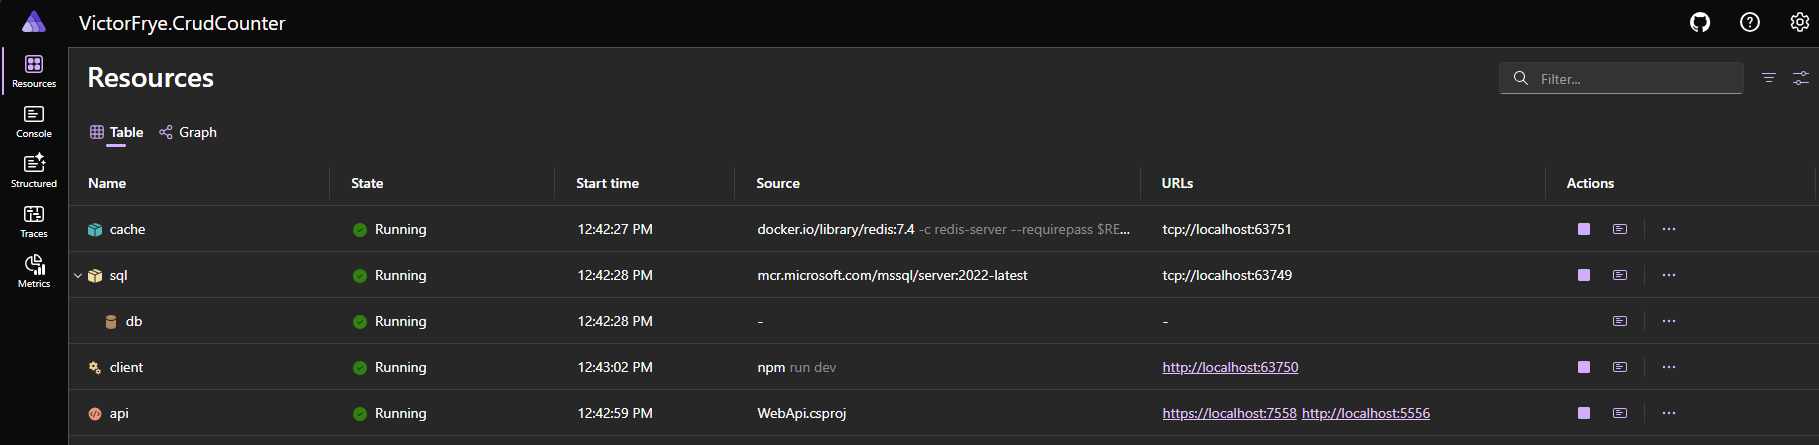 VictorFrye.CrudCounter
Resources
Console
Structured
Traces
Metrics
Resources
Filter...
Table Graph
Name State Start time Source URLs Actions
cache Running 12:42:27 PM docker.io/library/redis:7.4 -c redis-server --requirepass $RE... tcp://localhost:63751
sql Running 12:42:28 PM mcr.microsoft.com/mssql/server:2022-latest tcp://localhost:63749
db Running 12:42:28 PM - -
client Running 12:43:02 PM npm run dev http://localhost:63750
api Running 12:42:59 PM WebApi.csproj https://localhost:7558 http://localhost:5556